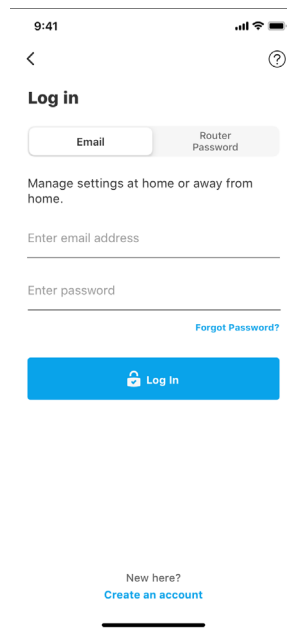 9:41
Log in
Email
Router
Password
Manage settings at home or away from
home.
Enter email address
Enter password
Forgot Password?
Log In
New here?
Create an account